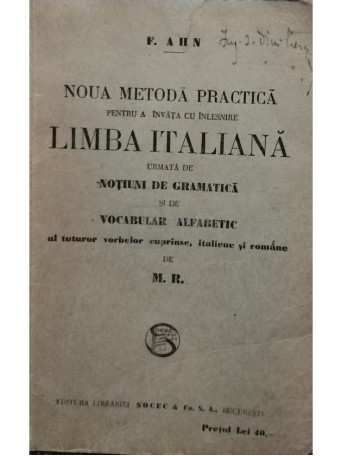 F. AHN
NOUA METODĂ PRACTICĂ
PENTRU A ÎNVĂȚA CU ÎNLESNIRE
LIMBA ITALIANĂ
URMATĂ DE
NOȚIUNI DE GRAMATICĂ
ȘI DE
VOCABULAR ALFABETIC
al tuturor vorbelor cuprinse, italiene și române
DE
M. R.
EDITURA LIBRĂRIEI SOCEC & Co. S. A., BUCUREȘTI
Prețul Lei 40,—